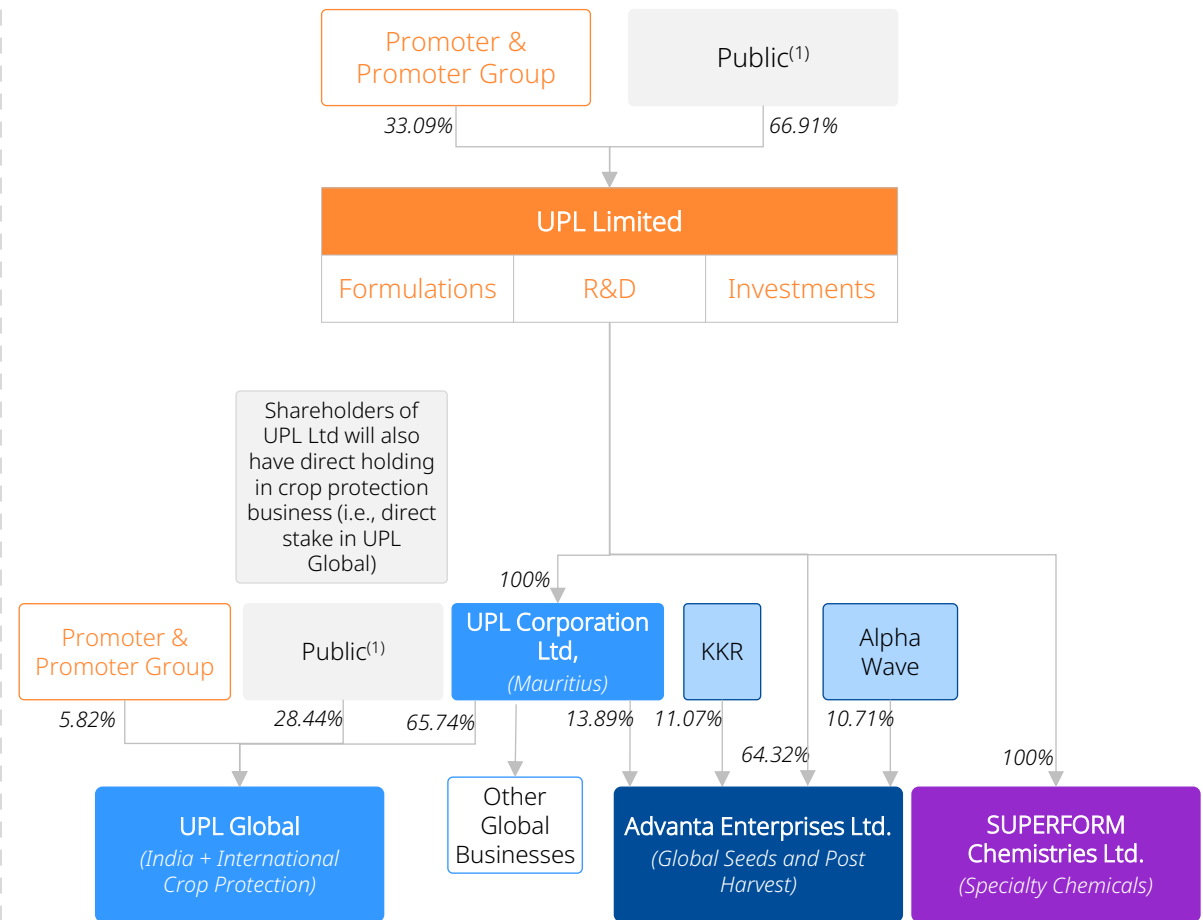 Promoter &
Promoter Group
Public(1)
33.09%
66.91%
UPL Limited
Formulations
R&D
Investments
Shareholders of
UPL Ltd will also
have direct holding
in crop protection
business (i.e., direct
stake in UPL
Global)
100%
Promoter &
Promoter Group
Public(1)
UPL Corporation
Ltd,
(Mauritius)
KKR
Alpha
Wave
5.82%
28.44%
65.74%
13.89%
11.07%
64.32%
10.71%
100%
UPL Global
(India + International
Crop Protection)
Other
Global
Businesses
Advanta Enterprises Ltd.
(Global Seeds and Post
Harvest)
SUPERFORM
Chemistries Ltd.
(Specialty Chemicals)